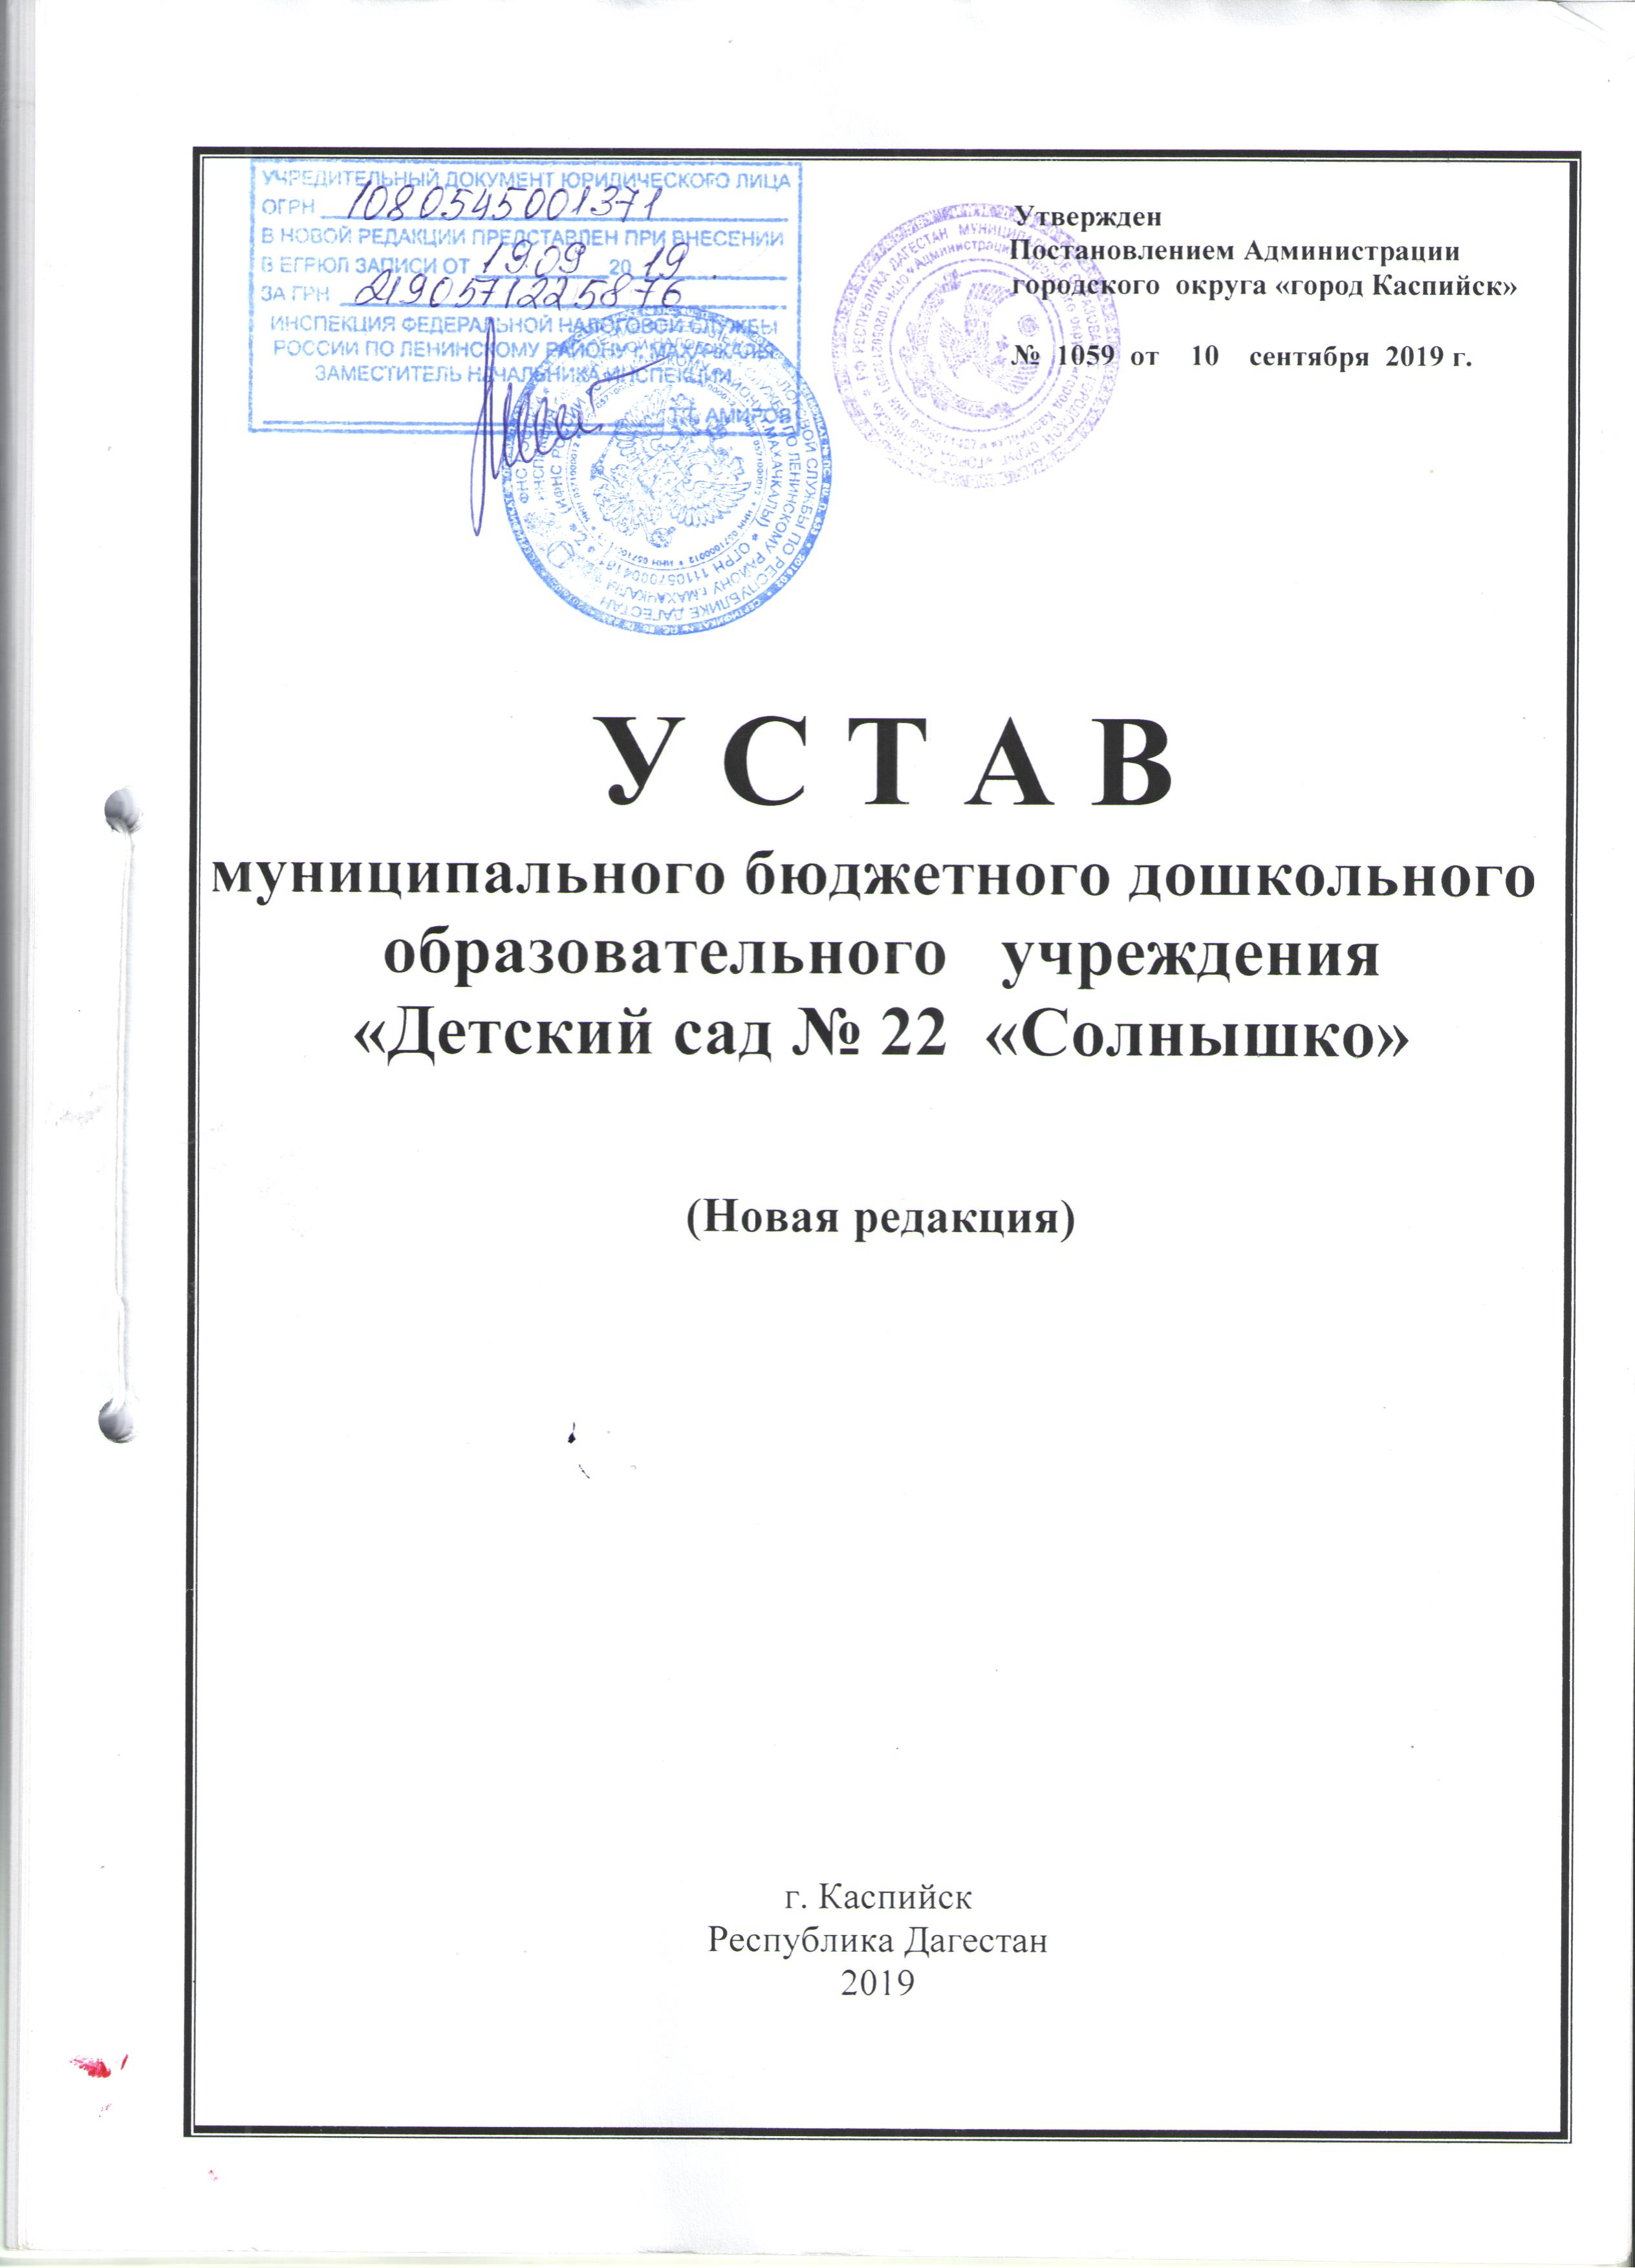 УЧРЕДИТЕЛЬНЫЙ ДОКУМЕНТ ЮРИДИЧЕСКОГО ЛИЦА
ОГРН 1080545001371
В НОВОЙ РЕДАКЦИИ ПРЕДСТАВЛЕН ПРИ ВНЕСЕНИИ
В ЕГРЮЛ ЗАПИСИ ОТ 19.09 2019
ЗА ГРН 2190571225876
ИНСПЕКЦИЯ ФЕДЕРАЛЬНОЙ НАЛОГОВОЙ СЛУЖБЫ
РОССИИ ПО ЛЕНИНСКОМУ РАЙОНУ г. МАХАЧКАЛЫ
ЗАМЕСТИТЕЛЬ НАЧАЛЬНИКА ИНСПЕКЦИИ
АМИРОВ
Утвержден
Постановлением Администрации
городского округа «город Каспийск»
№ 1059 от 10 сентября 2019 г.
У С Т А В
муниципального бюджетного дошкольного
образовательного учреждения
«Детский сад № 22 «Солнышко»
(Новая редакция)
г. Каспийск
Республика Дагестан
2019